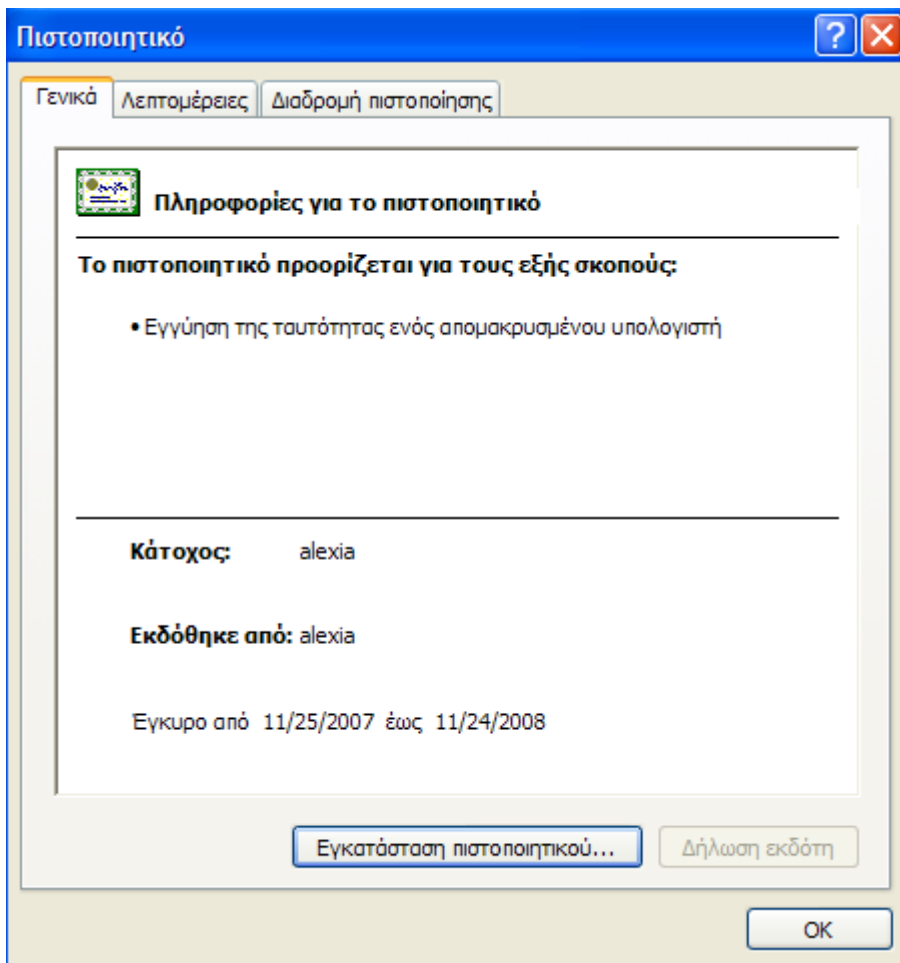 Πιστοποιητικό
Γενικά Λεπτομέρειες Διαδρομή πιστοποίησης
Πληροφορίες για το πιστοποιητικό
Το πιστοποιητικό προορίζεται για τους εξής σκοπούς:
• Εγγύηση της ταυτότητας ενός απομακρυσμένου υπολογιστή
Κάτοχος: alexia
Εκδόθηκε από: alexia
Έγκυρο από 11/25/2007 έως 11/24/2008
Εγκατάσταση πιστοποιητικού... Δήλωση εκδότη
OK